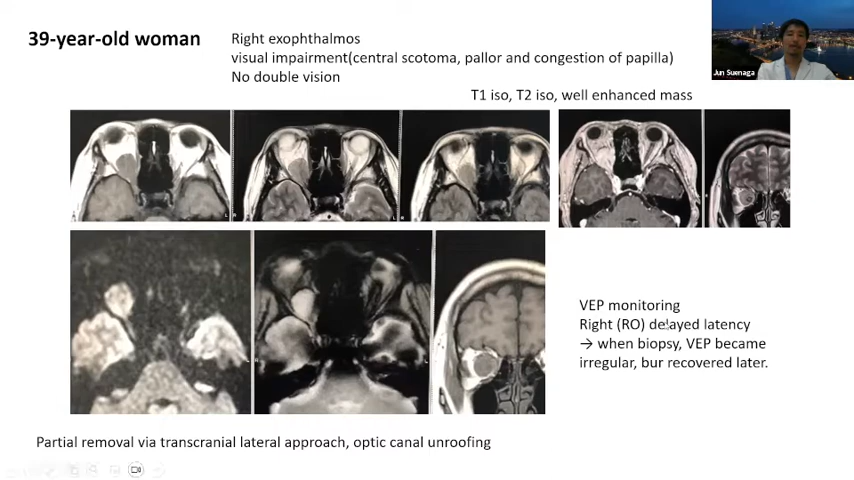 39-year-old woman
Right exophthalmos
visual impairment(central scotoma, pallor and congestion of papilla)
No double vision
Jun Suenaga
T1 iso, T2 iso, well enhanced mass
VEP monitoring
Right (RO) delayed latency
→ when biopsy, VEP became
irregular, bur recovered later.
Partial removal via transcranial lateral approach, optic canal unroofing